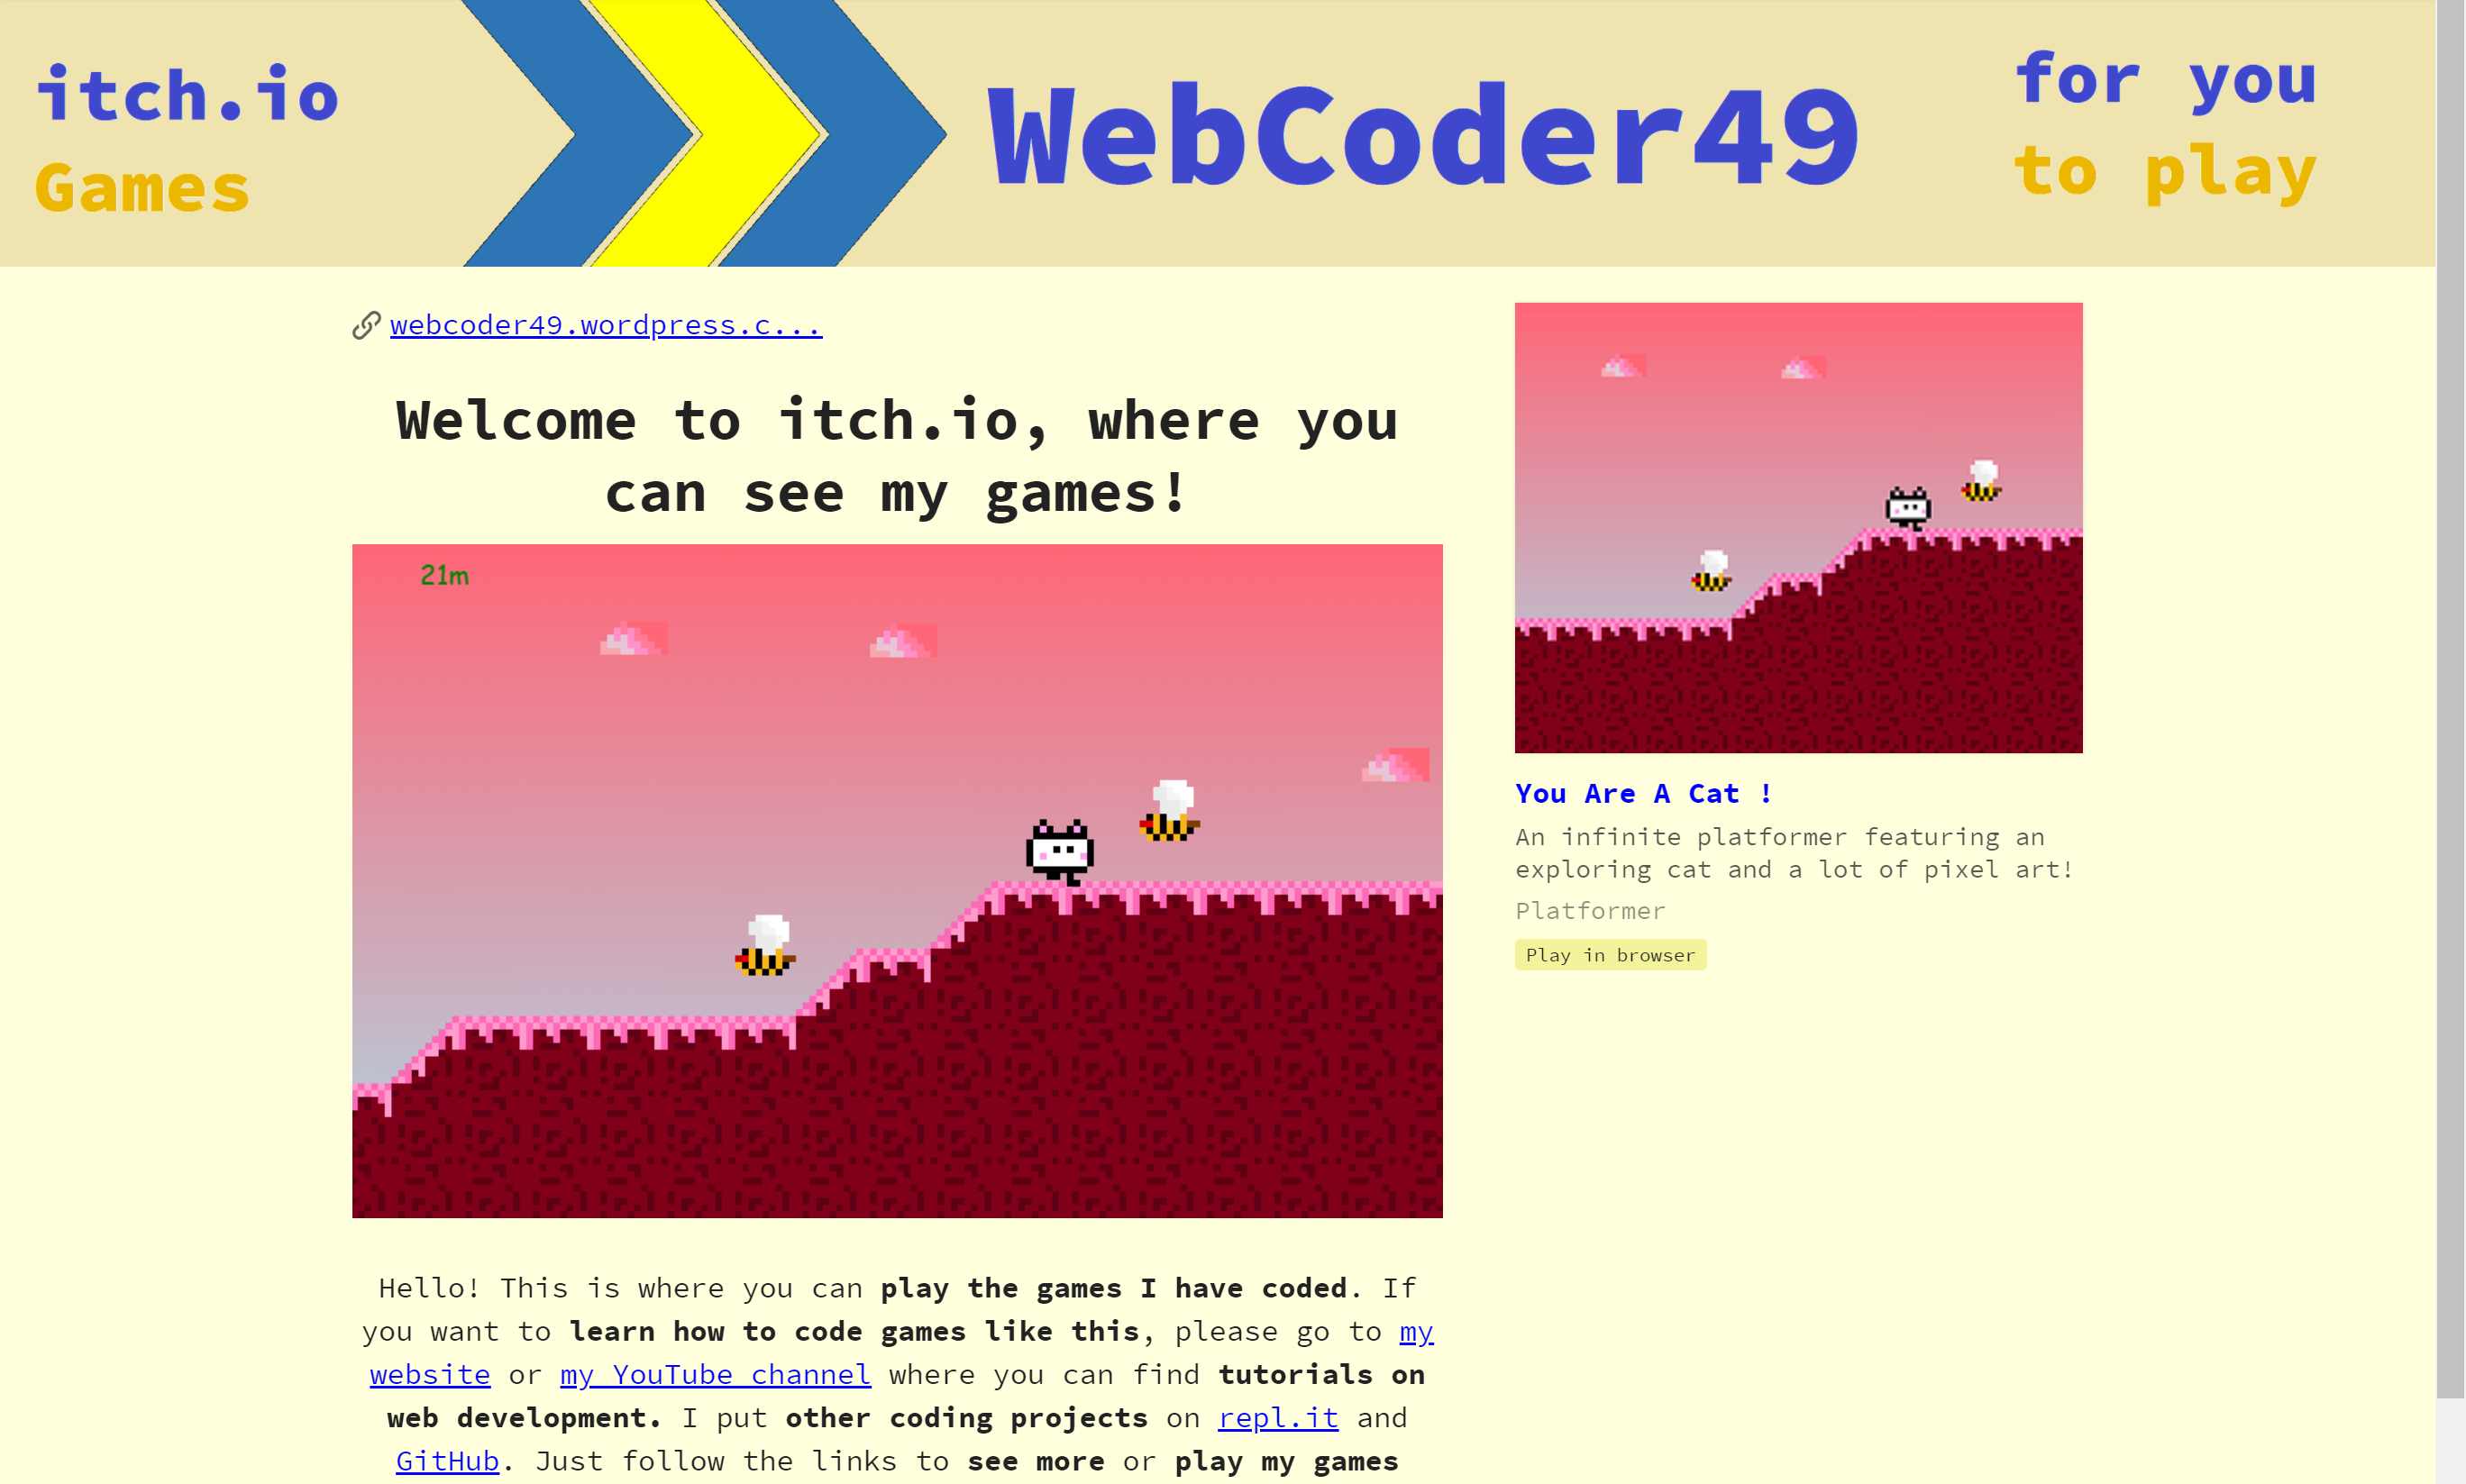 itch.io
Games
WebCoder49
for you
to play
webcoder49.wordpress.c...
Welcome to itch.io, where you
can see my games!
21m
Hello! This is where you can play the games I have coded. If
you want to learn how to code games like this, please go to my
website or my YouTube channel where you can find tutorials on
web development. I put other coding projects on repl.it and
GitHub. Just follow the links to see more or play my games
You Are A Cat !
An infinite platformer featuring an
exploring cat and a lot of pixel art!
Platformer
Play in browser